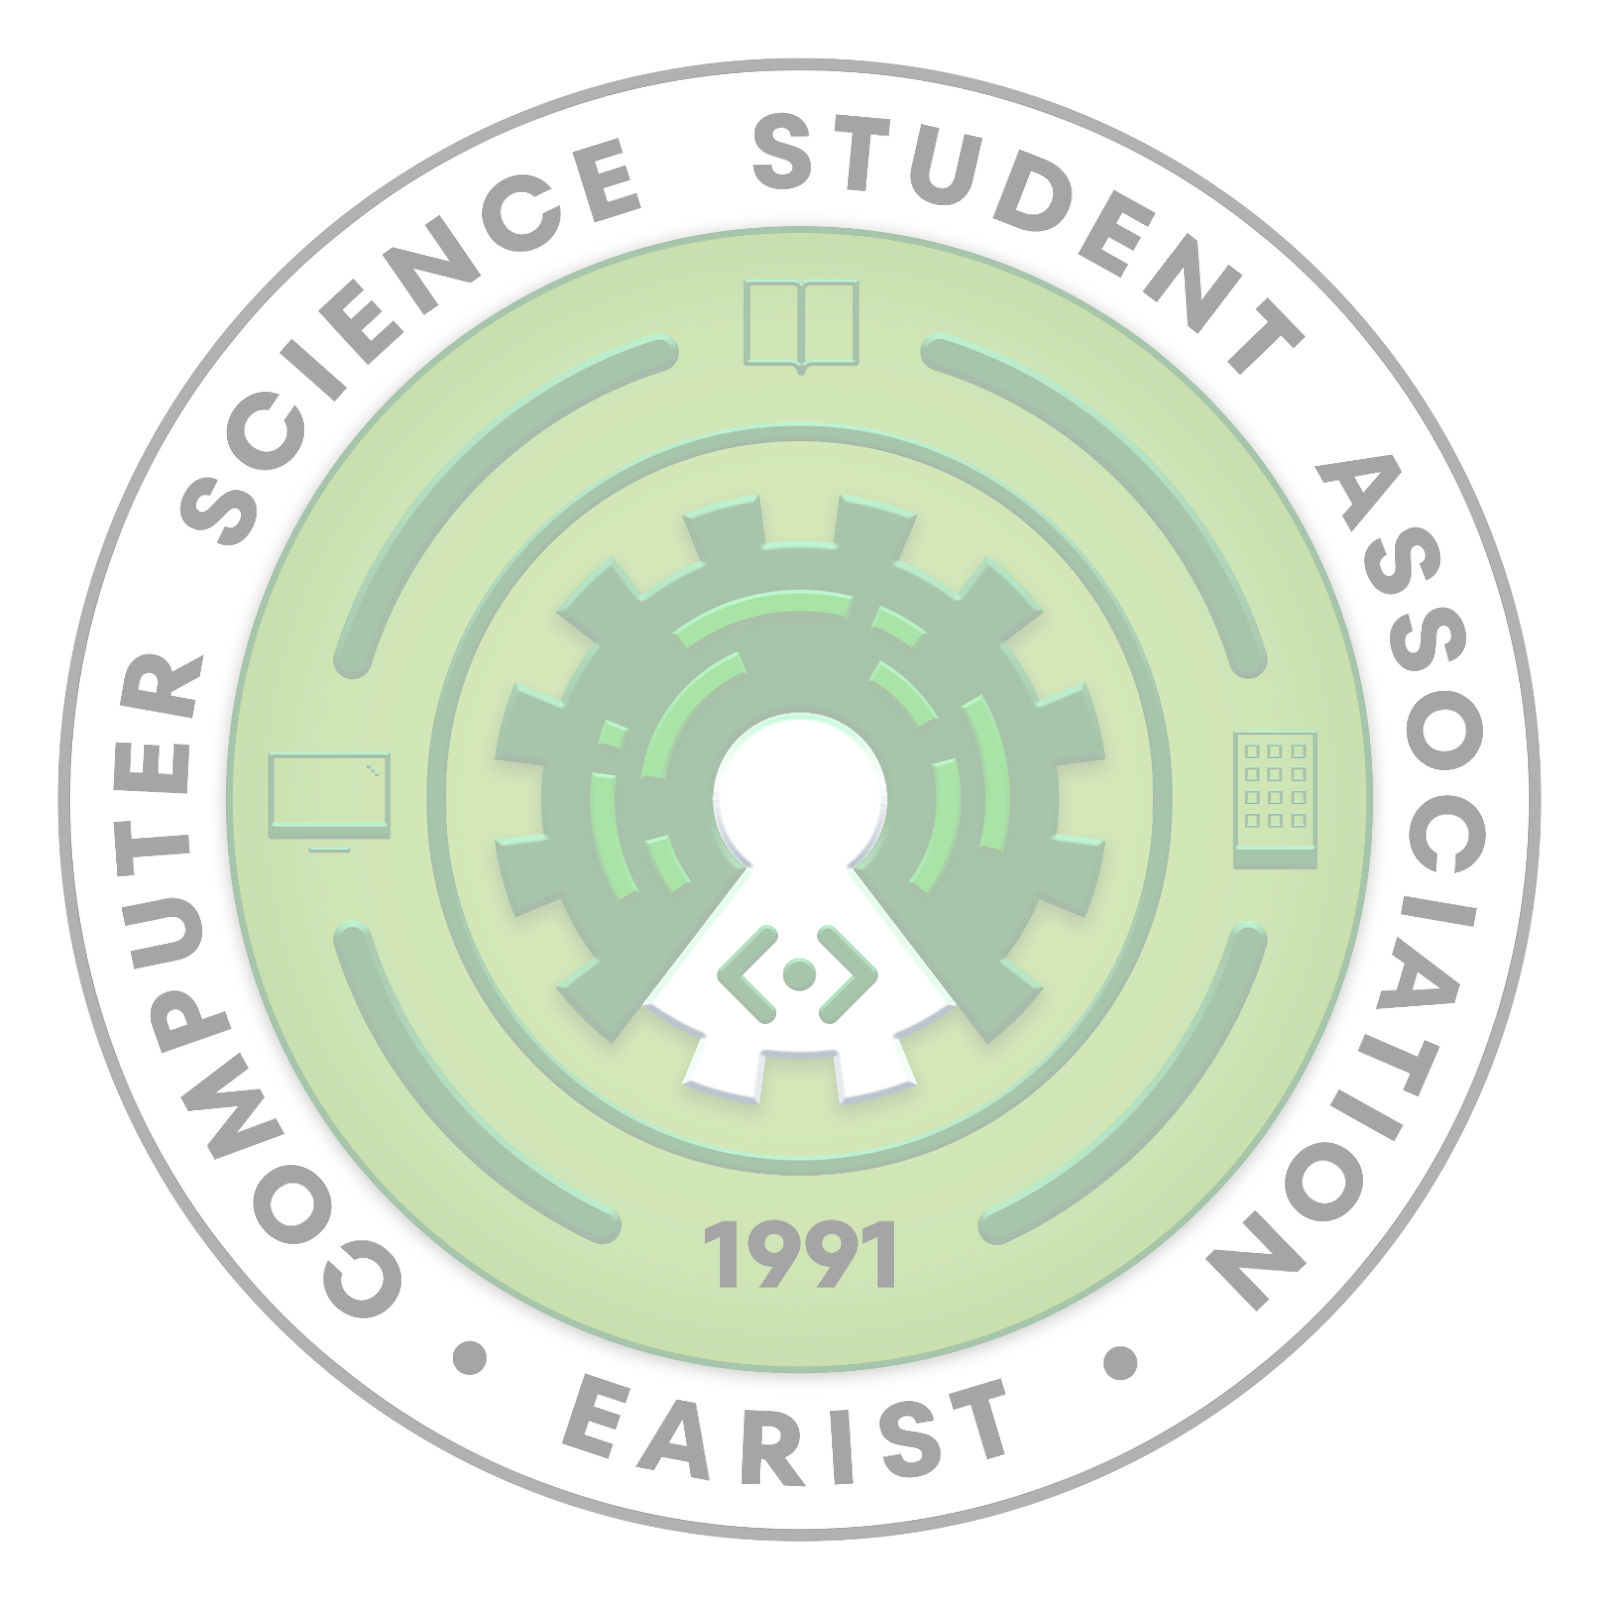 COMPUTER SCIENCE STUDENT ASSOCIATION
1991
• EARIST •